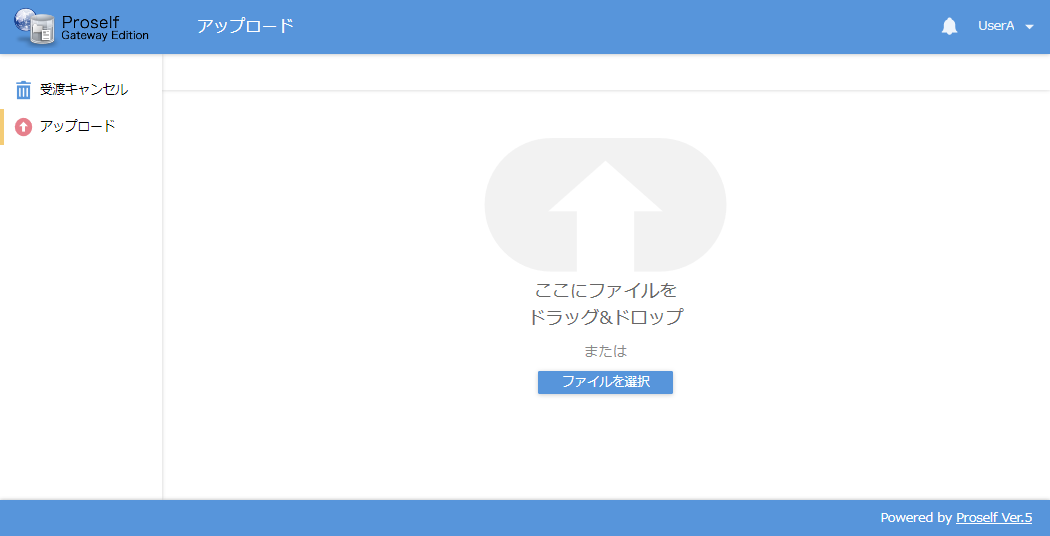 Proself
Gateway Edition
アップロード
UserA
受渡キャンセル
アップロード
ここにファイルを
ドラッグ&ドロップ
または
ファイルを選択
Powered by Proself Ver.5